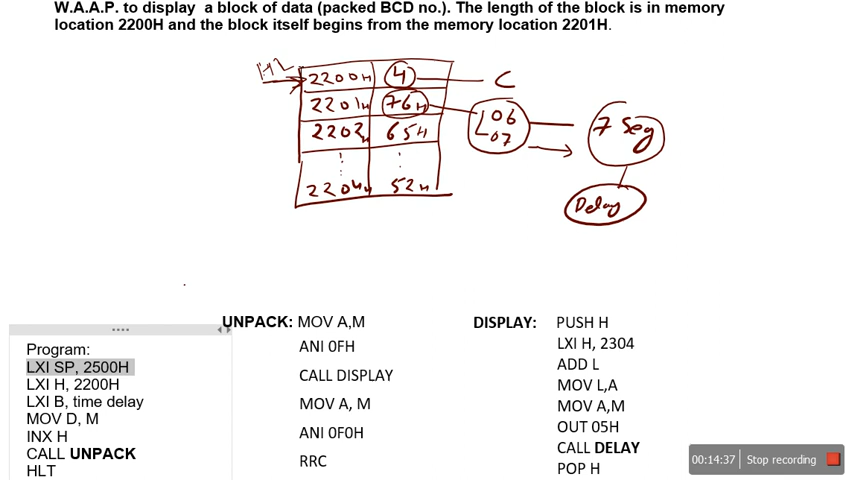 W.A.A.P. to display a block of data (packed BCD no.). The length of the block is in memory
location 2200H and the block itself begins from the memory location 2201H.
HL
2200H 4 C
2201H 76H 06
07
7 Seg
2202H 65H
⋮ ⋮
2204H 52H
Delay
Program:
LXI SP, 2500H
LXI H, 2200H
LXI B, time delay
MOV D, M
INX H
CALL UNPACK
HLT
UNPACK: MOV A,M
ANI 0FH
CALL DISPLAY
MOV A, M
ANI 0F0H
RRC
DISPLAY: PUSH H
LXI H, 2304
ADD L
MOV L,A
MOV A,M
OUT 05H
CALL DELAY
POP H
00:14:37 Stop recording